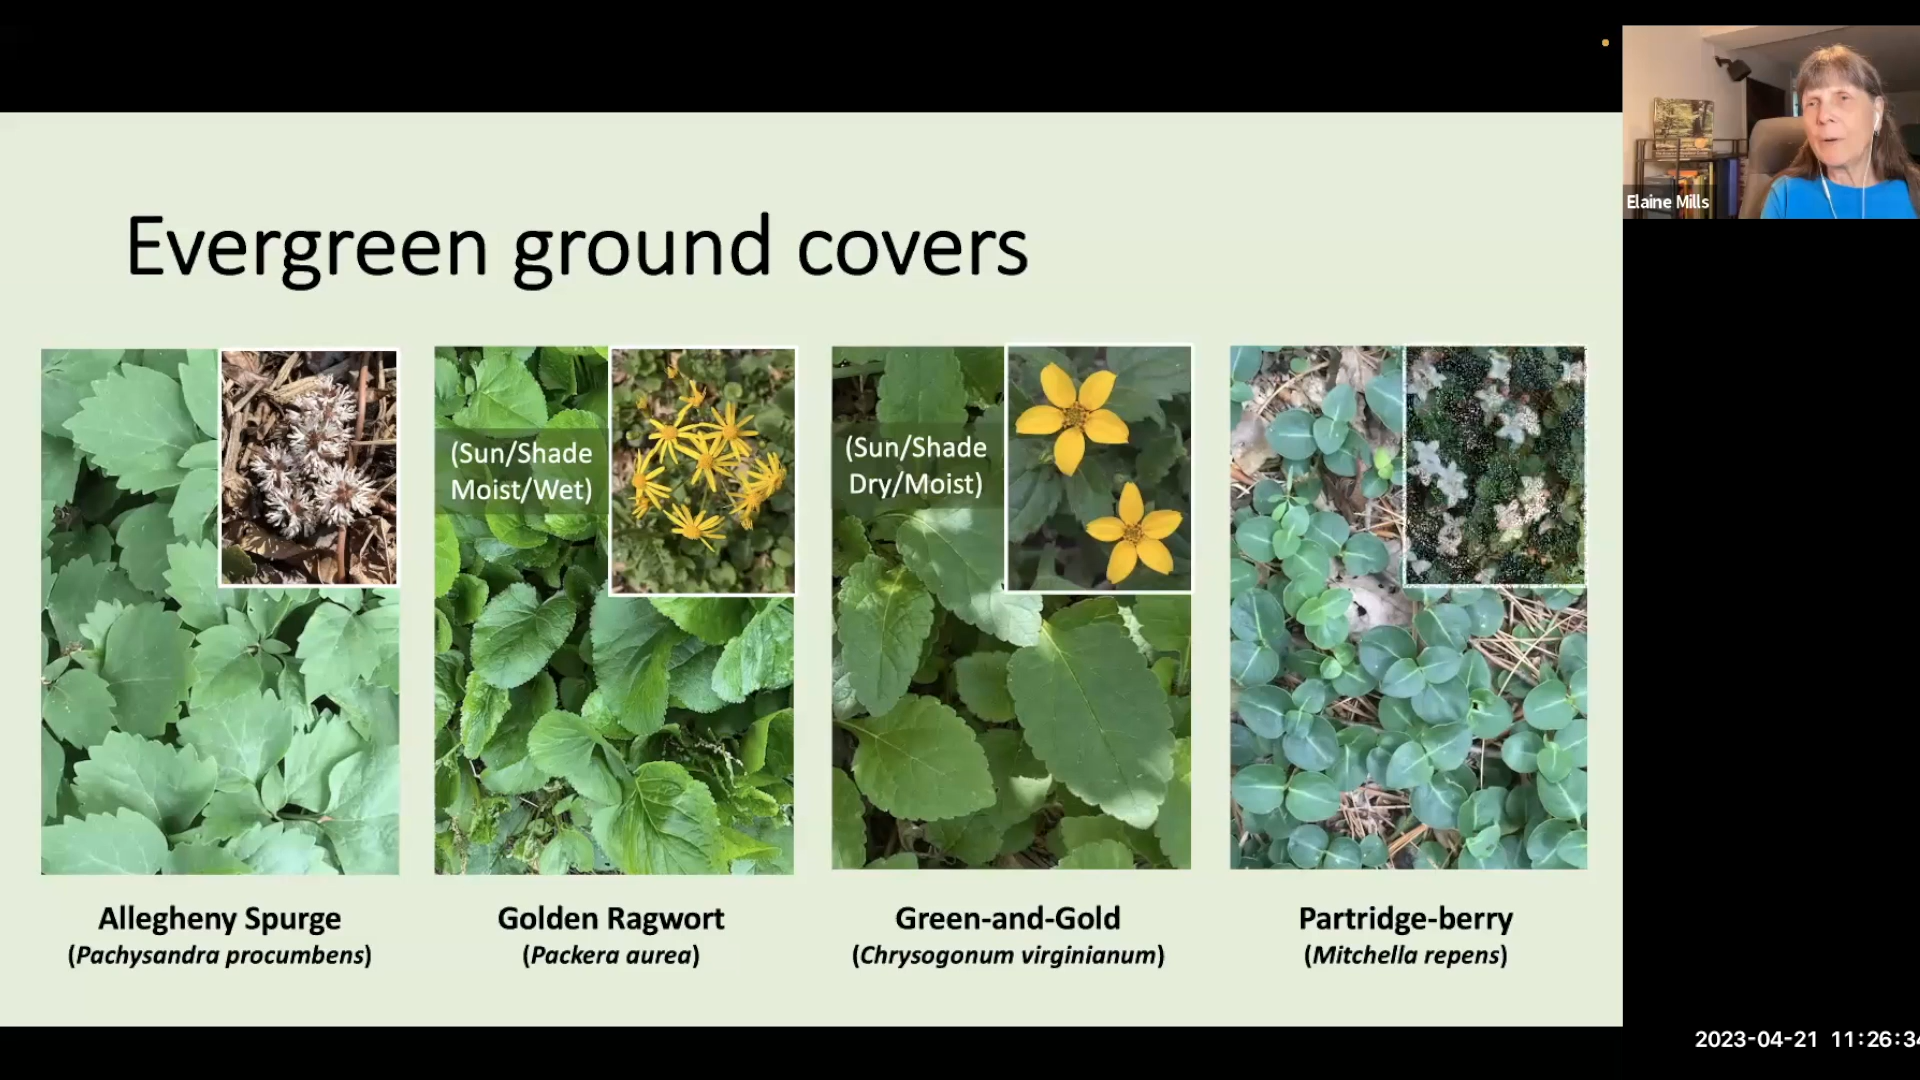 Elaine Mills
Evergreen ground covers
(Sun/Shade
Moist/Wet)
(Sun/Shade
Dry/Moist)
Allegheny Spurge
(Pachysandra procumbens)
Golden Ragwort
(Packera aurea)
Green-and-Gold
(Chrysogonum virginianum)
Partridge-berry
(Mitchella repens)
2023-04-21 11:26:34